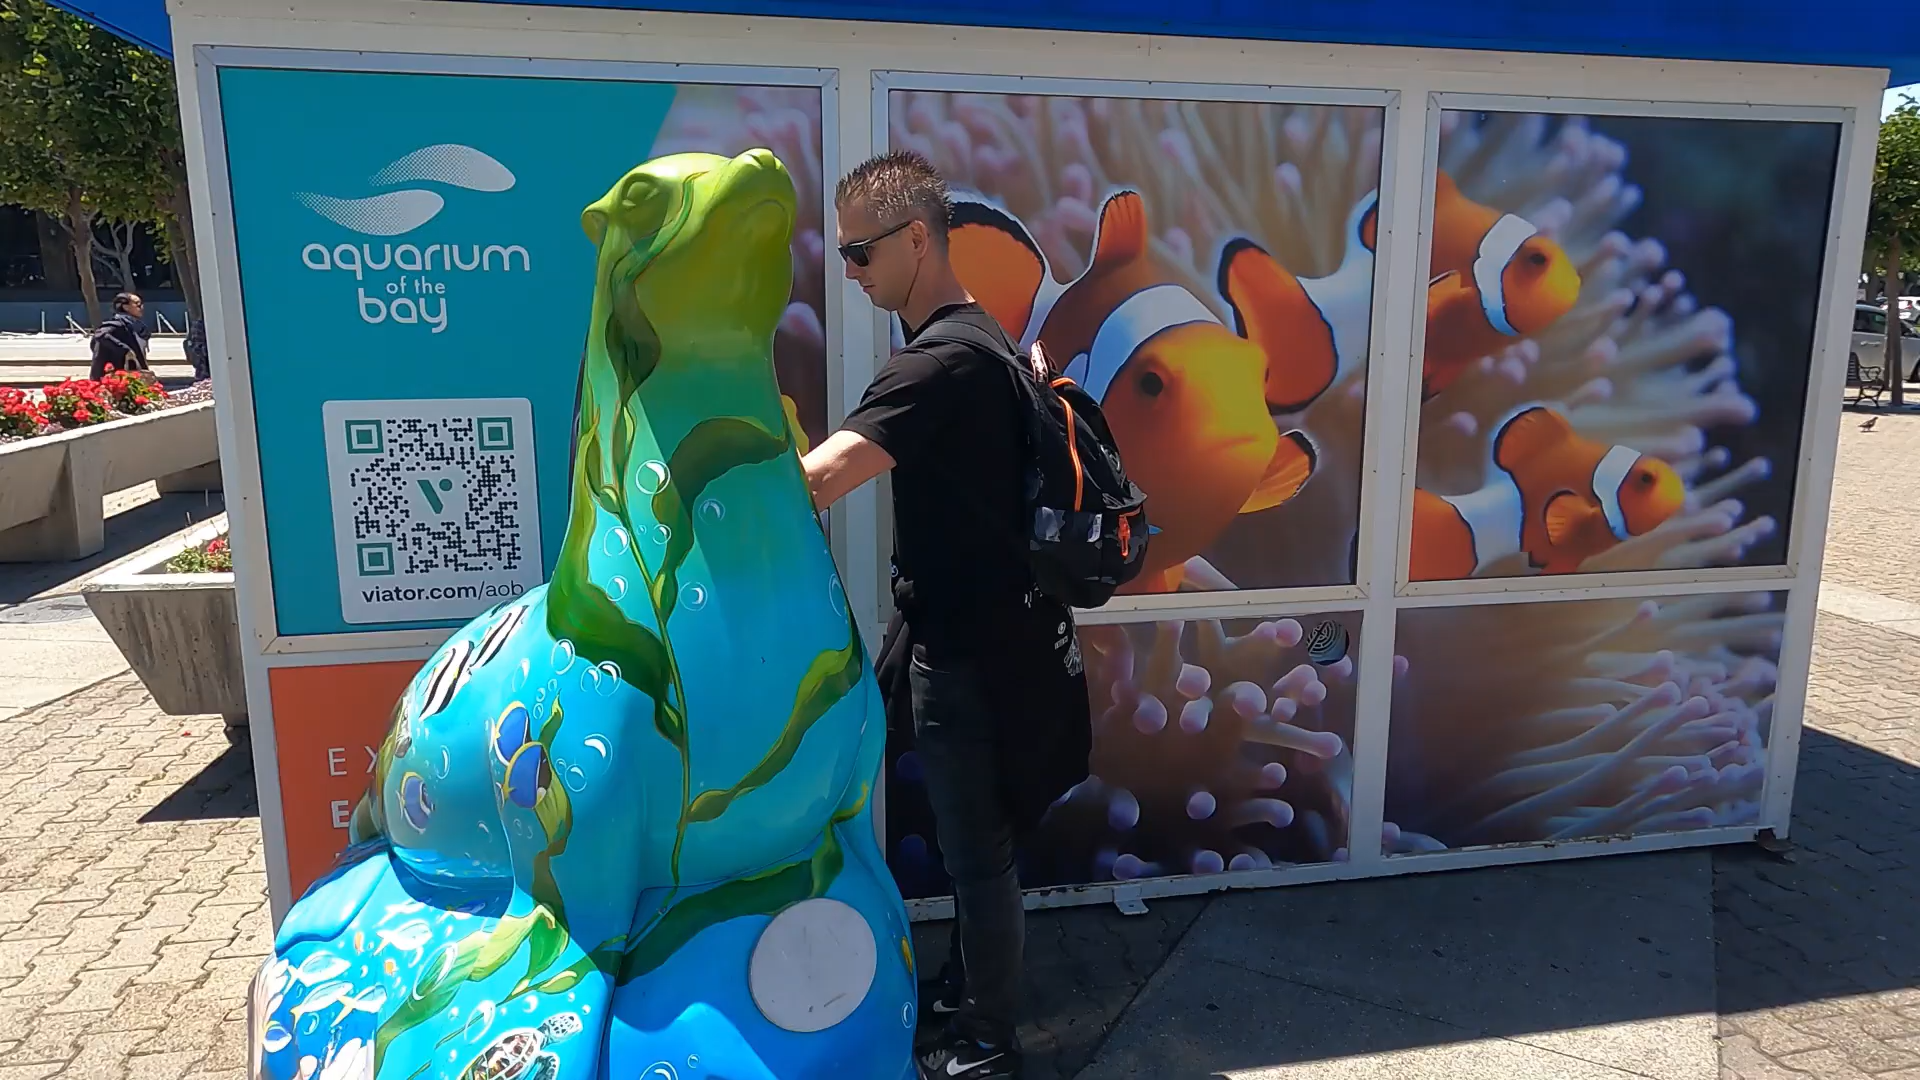 aquarium
of the
bay
viator.com/aob
E X
E